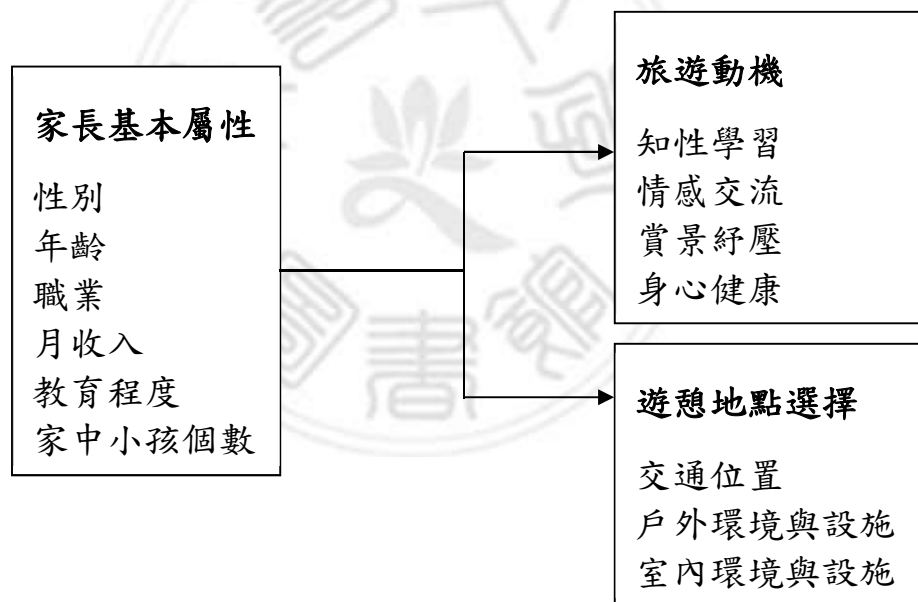 家長基本屬性
性別
年齡
職業
月收入
教育程度
家中小孩個數
旅遊動機
知性學習
情感交流
賞景紓壓
身心健康
遊憩地點選擇
交通位置
戶外環境與設施
室內環境與設施